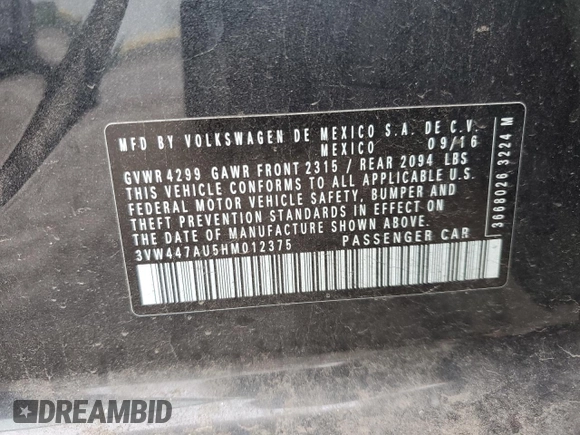 MFD BY VOLKSWAGEN DE MEXICO S.A. DE C.V.
MEXICO 09/16
GVWR 4299 GAWR FRONT 2315 / REAR 2094 LBS
THIS VEHICLE CONFORMS TO ALL APPLICABLE U.S.
FEDERAL MOTOR VEHICLE SAFETY, BUMPER AND
THEFT PREVENTION STANDARDS IN EFFECT ON
THE DATE OF MANUFACTURE SHOWN ABOVE
3VW447AU5HM012375 PASSENGER CAR
3668026 3224 M
DREAMBID